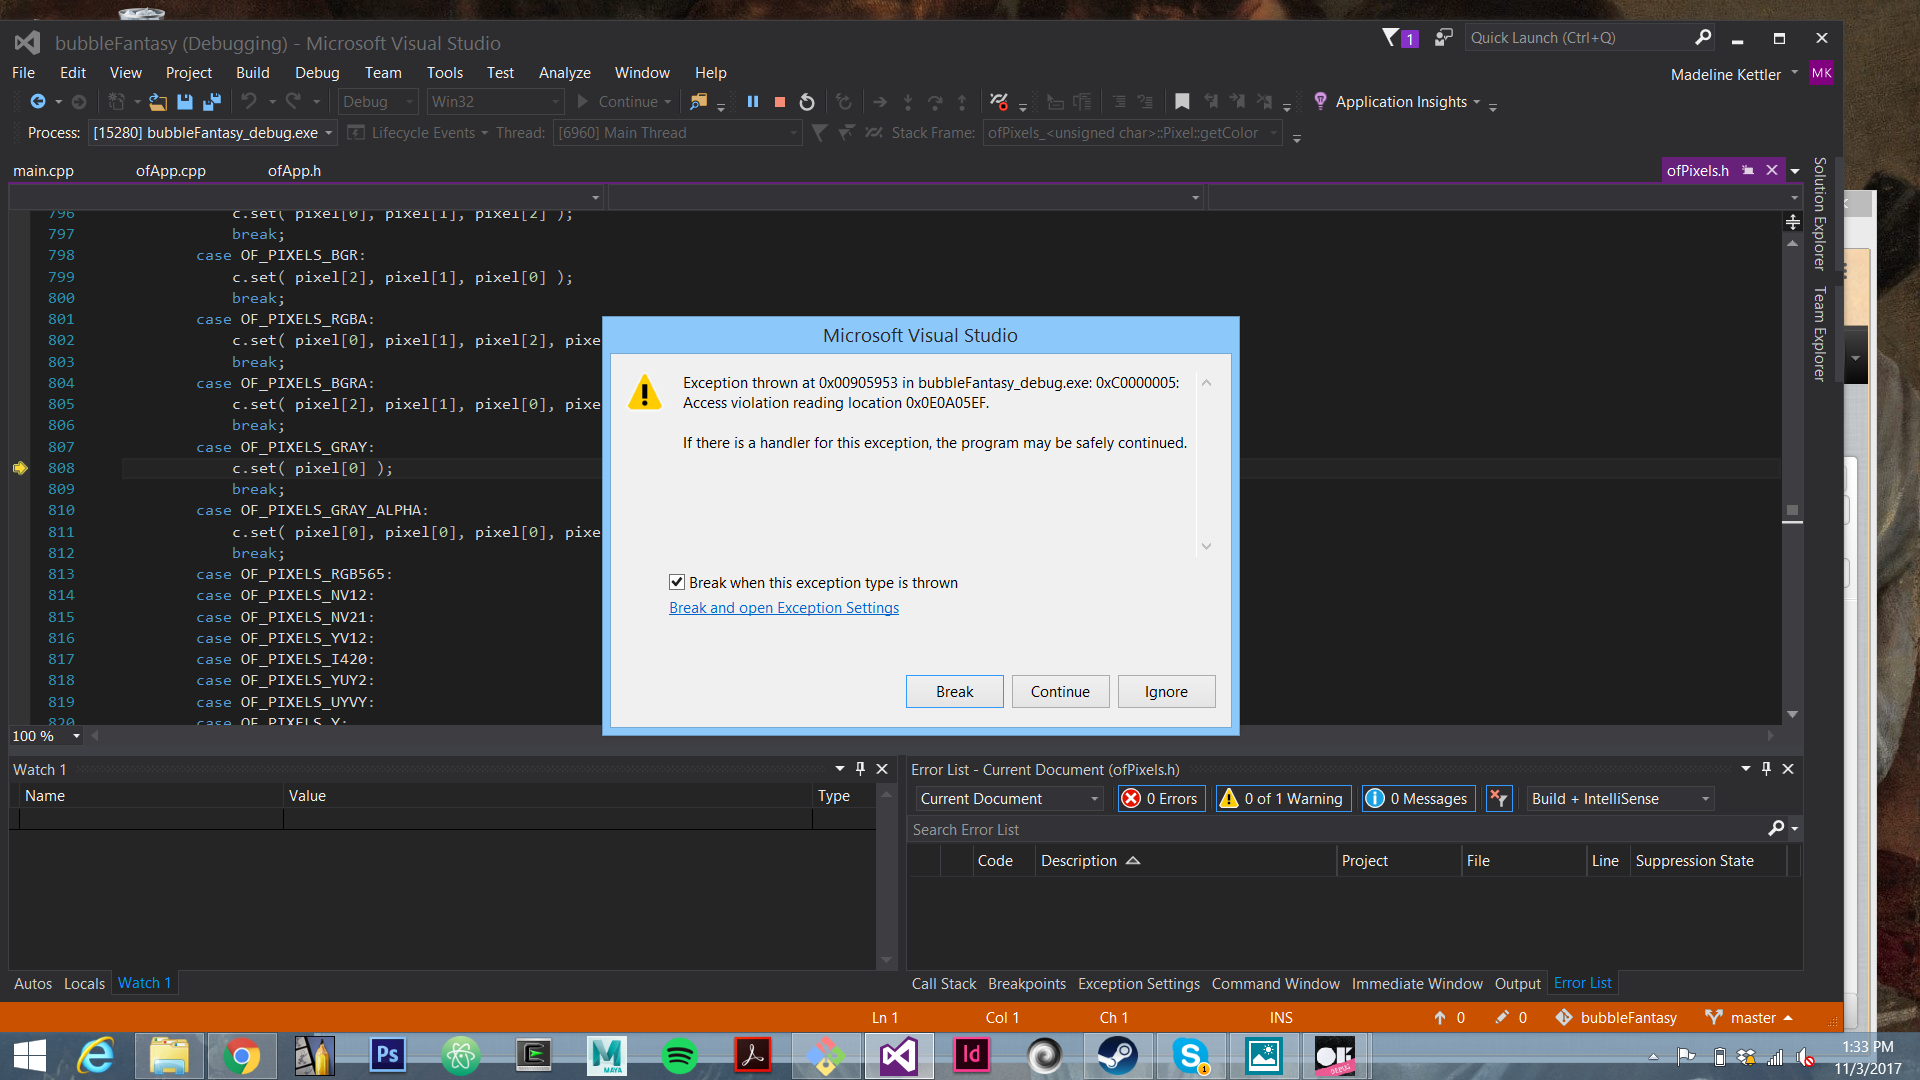 bubbleFantasy (Debugging) - Microsoft Visual Studio
1
Quick Launch (Ctrl+Q)
File Edit View Project Build Debug Team Tools Test Analyze Window Help
Madeline Kettler MK
Debug Win32 Continue Application Insights
Process: [15280] bubbleFantasy_debug.exe Lifecycle Events Thread: [6960] Main Thread Stack Frame: ofPixels_<unsigned char>::Pixel::getColor
main.cpp ofApp.cpp ofApp.h ofPixels.h
Solution Explorer
Team Explorer
796 c.set( pixel[0], pixel[1], pixel[2] );
797 break;
798 case OF_PIXELS_BGR:
799 c.set( pixel[2], pixel[1], pixel[0] );
800 break;
801 case OF_PIXELS_RGBA:
802 c.set( pixel[0], pixel[1], pixel[2], pixe
803 break;
804 case OF_PIXELS_BGRA:
805 c.set( pixel[2], pixel[1], pixel[0], pixe
806 break;
807 case OF_PIXELS_GRAY:
808 c.set( pixel[0] );
809 break;
810 case OF_PIXELS_GRAY_ALPHA:
811 c.set( pixel[0], pixel[0], pixel[0], pixe
812 break;
813 case OF_PIXELS_RGB565:
814 case OF_PIXELS_NV12:
815 case OF_PIXELS_NV21:
816 case OF_PIXELS_YV12:
817 case OF_PIXELS_I420:
818 case OF_PIXELS_YUY2:
819 case OF_PIXELS_UYVY:
820 case OF_PIXELS_Y:
Microsoft Visual Studio
Exception thrown at 0x00905953 in bubbleFantasy_debug.exe: 0xC0000005:
Access violation reading location 0x0E0A05EF.
If there is a handler for this exception, the program may be safely continued.
Break when this exception type is thrown
Break and open Exception Settings
Break Continue Ignore
100 %
Watch 1
Name Value Type
Autos Locals Watch 1
Error List - Current Document (ofPixels.h)
Current Document 0 Errors 0 of 1 Warning 0 Messages Build + IntelliSense
Search Error List
Code Description Project File Line Suppression State
Call Stack Breakpoints Exception Settings Command Window Immediate Window Output Error List
Ln 1 Col 1 Ch 1 INS 0 0 bubbleFantasy master
Ps
M
MAYA
Id
1
OF
DEBUG
1:33 PM
11/3/2017